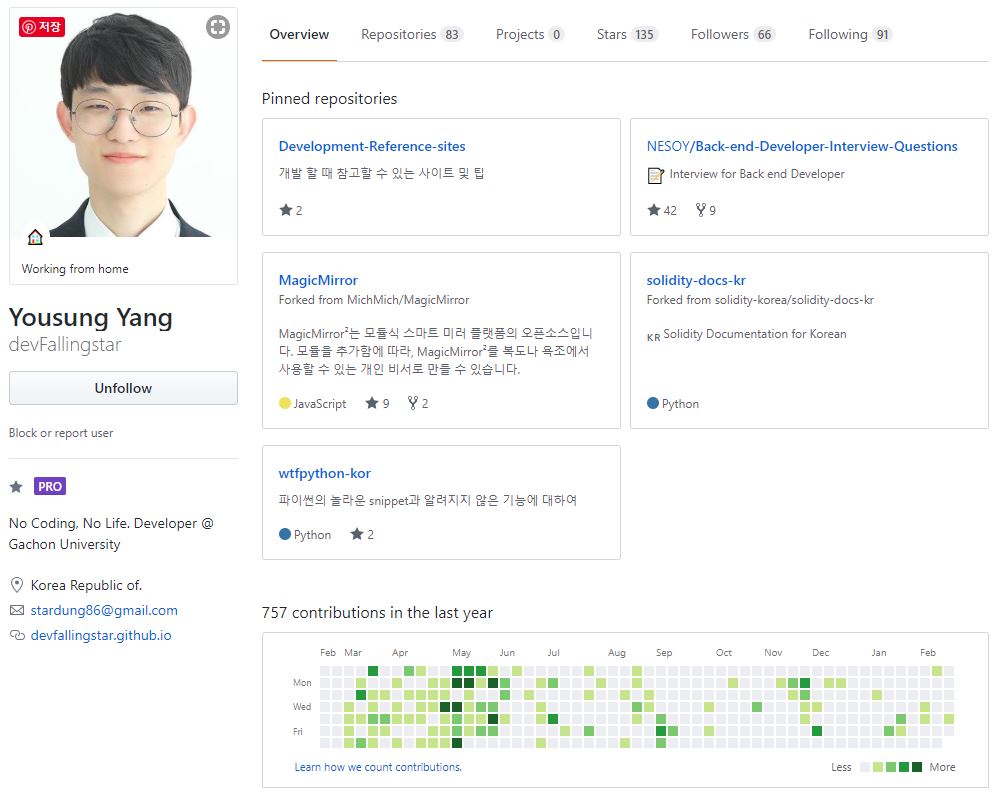 저장
Working from home
Yousung Yang
devFallingstar
Unfollow
Block or report user
PRO
No Coding, No Life. Developer @
Gachon University
Korea Republic of.
stardung86@gmail.com
devfallingstar.github.io
Overview Repositories 83 Projects 0 Stars 135 Followers 66 Following 91
Pinned repositories
Development-Reference-sites
개발 할 때 참고할 수 있는 사이트 및 팁
2
NESOY/Back-end-Developer-Interview-Questions
Interview for Back end Developer
42 9
MagicMirror
Forked from MichMich/MagicMirror
MagicMirror²는 모듈식 스마트 미러 플랫폼의 오픈소스입니
다. 모듈을 추가함에 따라, MagicMirror²를 복도나 욕조에서
사용할 수 있는 개인 비서로 만들 수 있습니다.
JavaScript 9 2
solidity-docs-kr
Forked from solidity-korea/solidity-docs-kr
KR Solidity Documentation for Korean
Python
wtfpython-kor
파이썬의 놀라운 snippet과 알려지지 않은 기능에 대하여
Python 2
757 contributions in the last year
Feb Mar Apr May Jun Jul Aug Sep Oct Nov Dec Jan Feb
Mon
Wed
Fri
Learn how we count contributions.
Less More